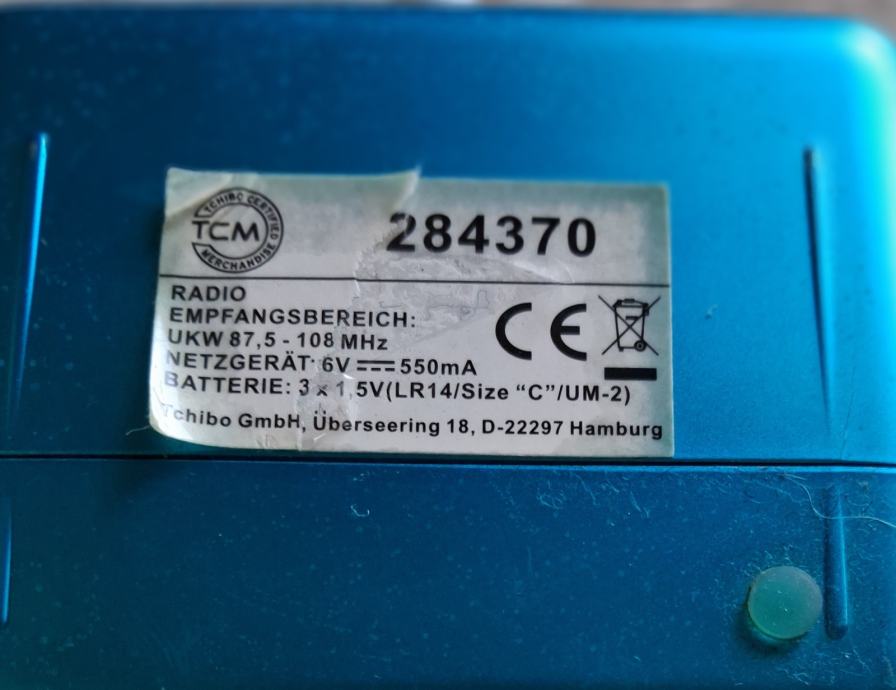 TCHIBO CERTIFIED
TCM
MERCHANDISE
284370
RADIO
EMPFANGSBEREICH:
UKW 87,5 - 108 MHz
NETZGERÄT: 6V 550mA
BATTERIE: 3 x 1,5V(LR14/Size “C”/UM-2)
Tchibo GmbH, Überseering 18, D-22297 Hamburg
CE